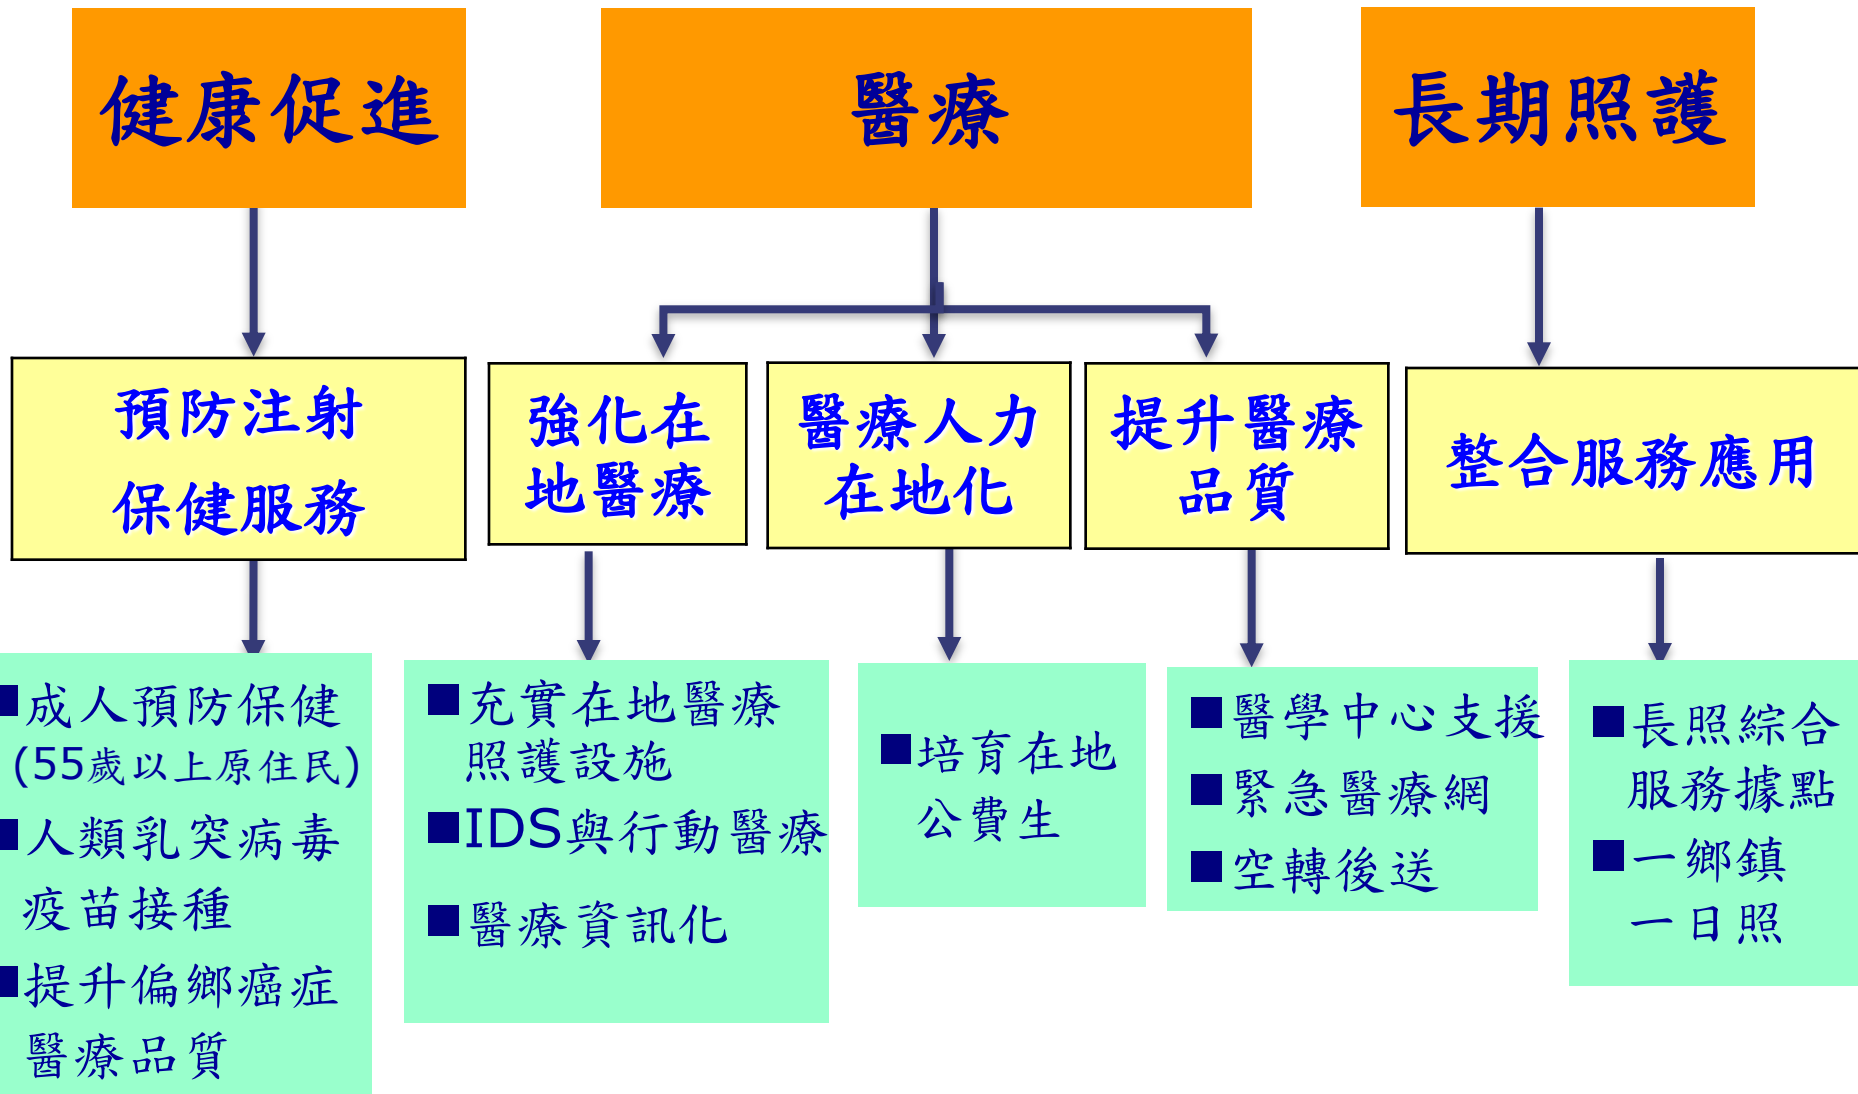 健康促進
醫療
長期照護
預防注射
保健服務
強化在
地醫療
醫療人力
在地化
提升醫療
品質
整合服務應用
■成人預防保健
(55歲以上原住民)
■人類乳突病毒
疫苗接種
■提升偏鄉癌症
醫療品質
■充實在地醫療
照護設施
■IDS與行動醫療
■醫療資訊化
■培育在地
公費生
■醫學中心支援
■緊急醫療網
■空轉後送
■長照綜合
服務據點
■一鄉鎮
一日照